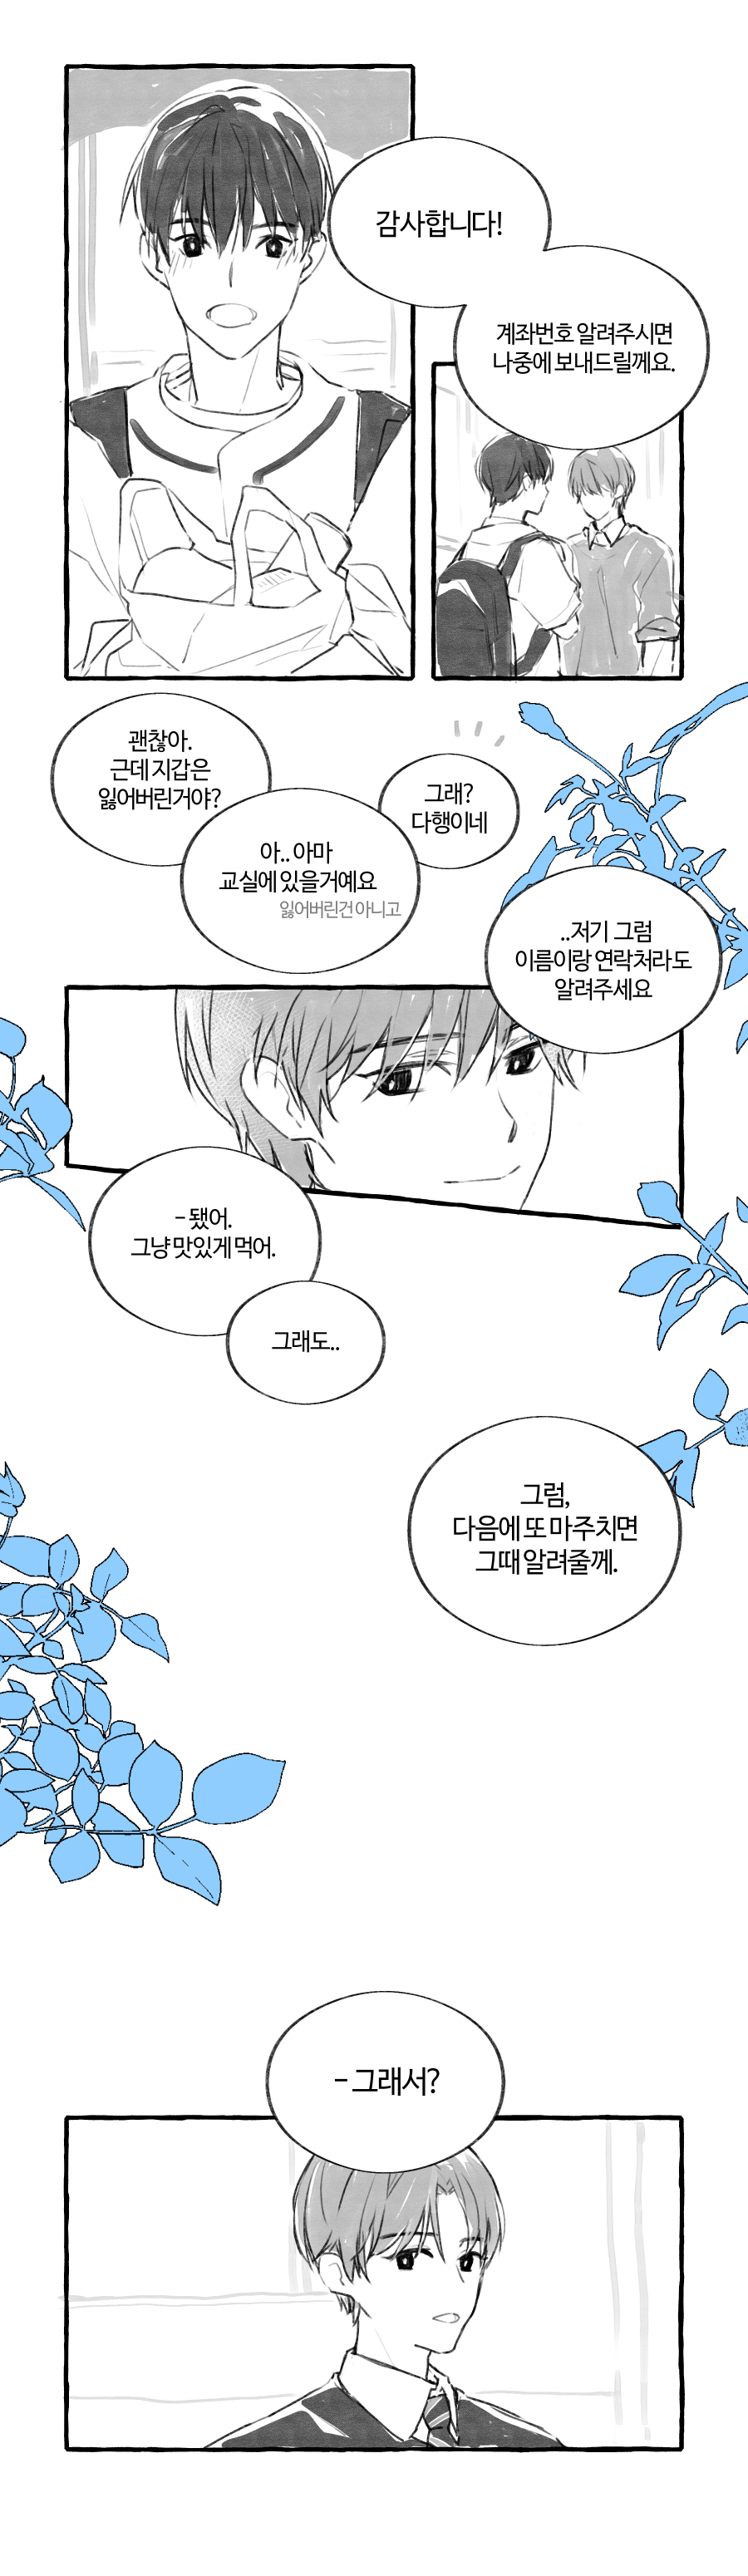 감사합니다!
계좌번호 알려주시면
나중에 보내드릴께요.
괜찮아.
근데 지갑은
잃어버린거야?
아.. 아마
교실에 있을거예요
잃어버린건 아니고
그래?
다행이네
..저기 그럼
이름이랑 연락처라도
알려주세요
- 됐어.
그냥 맛있게 먹어.
그래도..
그럼,
다음에 또 마주치면
그때 알려줄께.
- 그래서?